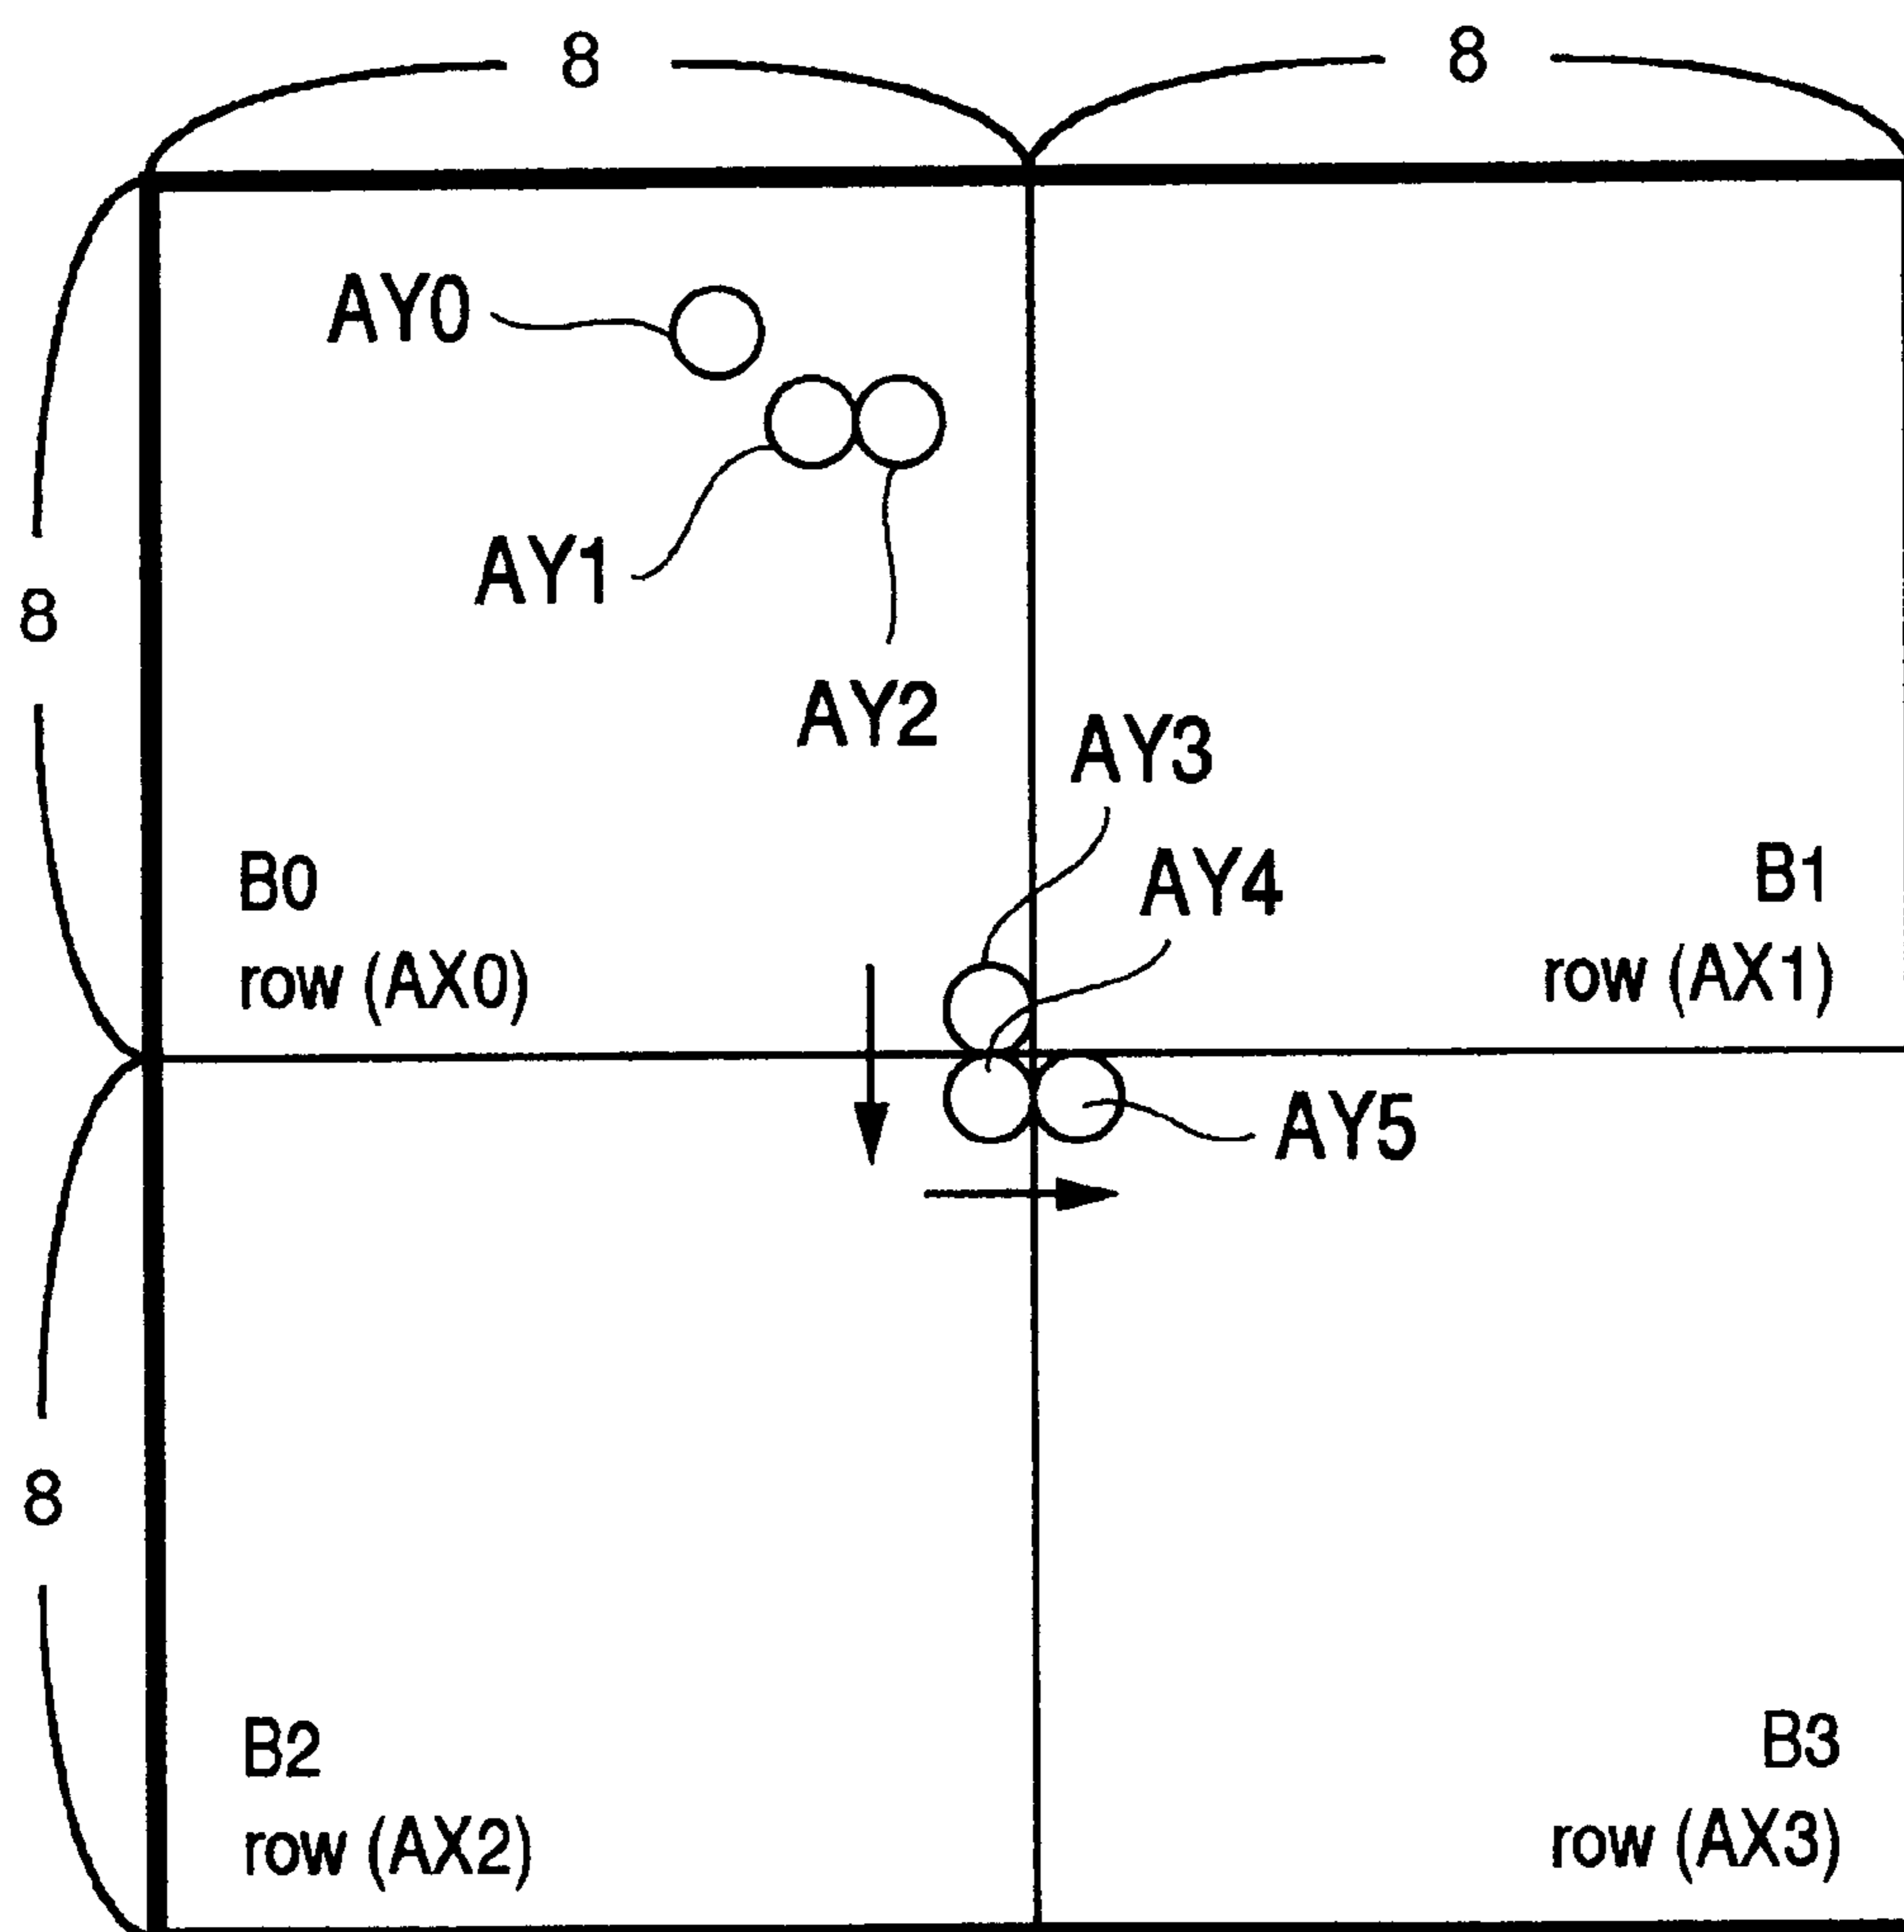 8 8
AY0
AY1
8
AY2
AY3
B0
AY4
B1
row (AX0)
row (AX1)
AY5
8
B2
B3
row (AX2)
row (AX3)